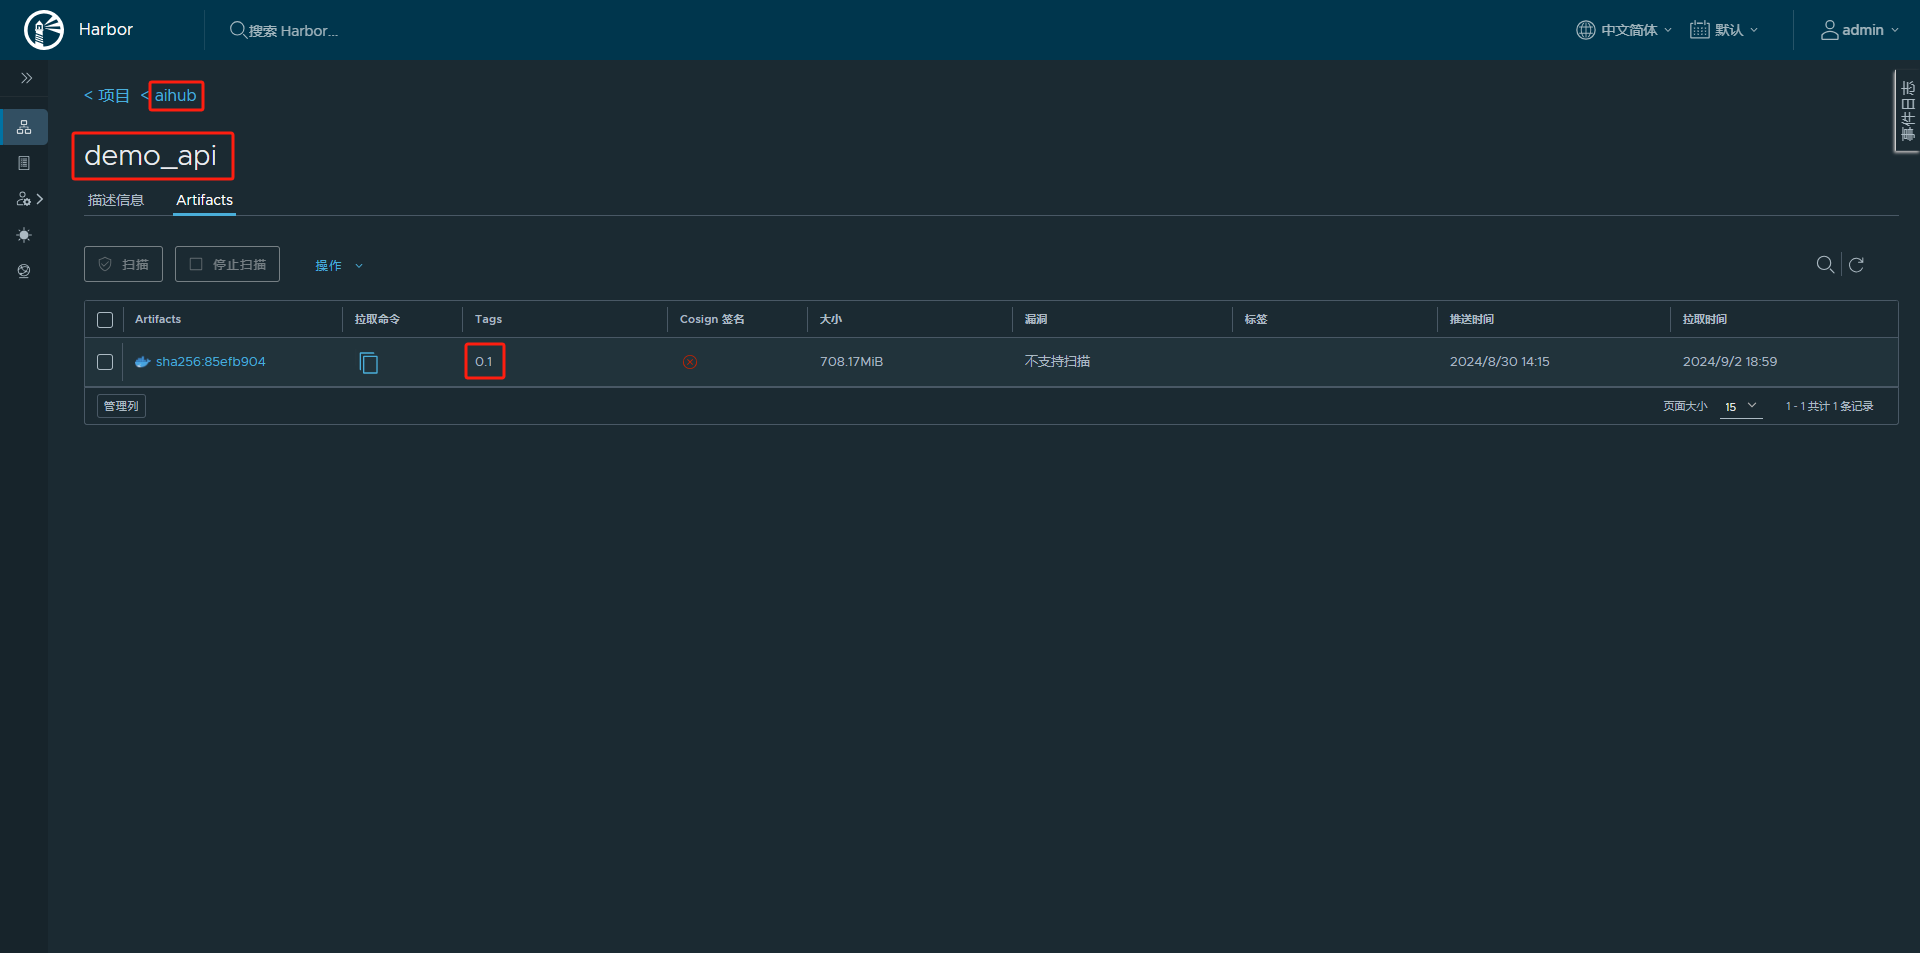 Harbor
搜索 Harbor...
中文简体
默认
admin
事件日志
< 项目 < aihub
demo_api
描述信息
Artifacts
扫描
停止扫描
操作
Artifacts 拉取命令 Tags Cosign 签名 大小 漏洞 标签 推送时间 拉取时间
sha256:85efb904 0.1 708.17MiB 不支持扫描 2024/8/30 14:15 2024/9/2 18:59
管理列
页面大小 15 1 - 1 共计 1 条记录